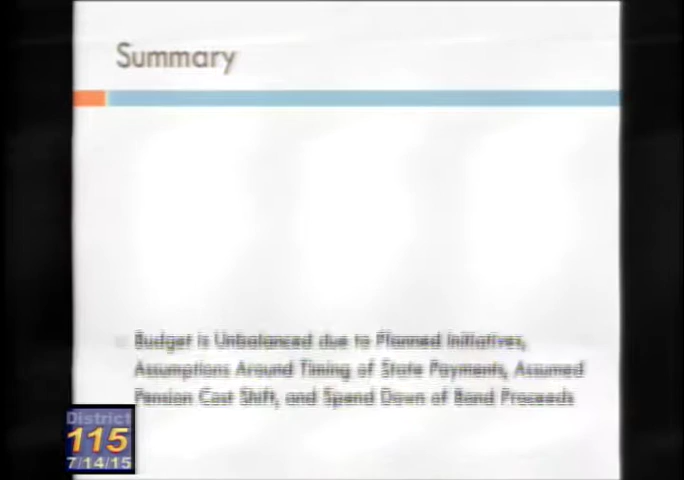 Summary
Budget is Unbalanced due to Planned Initiatives,
Assumptions Around Timing of State Payments, Assumed
Pension Cost Shift, and Spend Down of Bond Proceeds
District
115
7/14/15